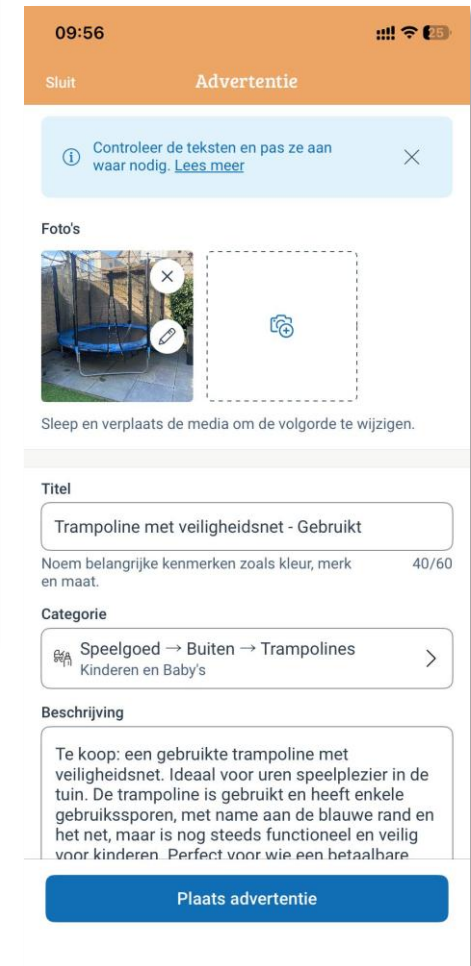 09:56
25
Sluit
Advertentie
Controleer de teksten en pas ze aan
waar nodig. Lees meer
Foto's
Sleep en verplaats de media om de volgorde te wijzigen.
Titel
Trampoline met veiligheidsnet - Gebruikt
Noem belangrijke kenmerken zoals kleur, merk
en maat.
40/60
Categorie
Speelgoed → Buiten → Trampolines
Kinderen en Baby's
Beschrijving
Te koop: een gebruikte trampoline met
veiligheidsnet. Ideaal voor uren speelplezier in de
tuin. De trampoline is gebruikt en heeft enkele
gebruikssporen, met name aan de blauwe rand en
het net, maar is nog steeds functioneel en veilig
voor kinderen. Perfect voor wie een betaalbare
Plaats advertentie